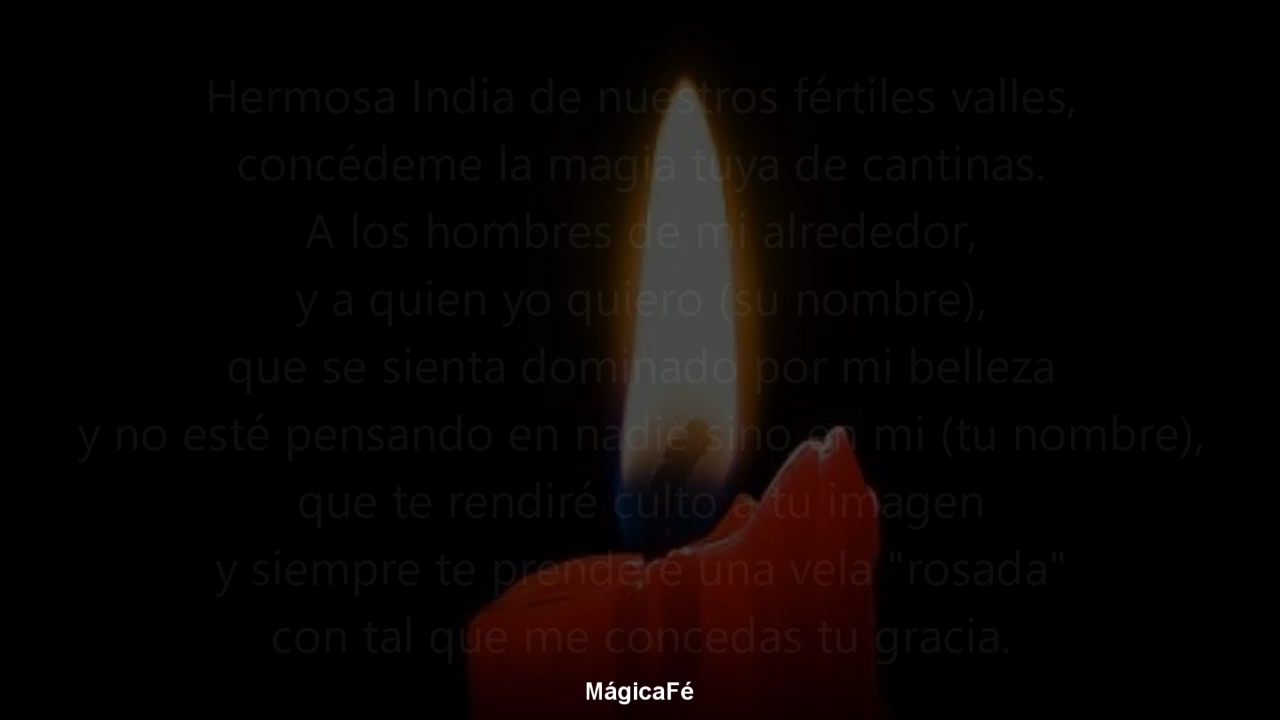 Hermosa India de nuestros fértiles valles,
concédeme la magia tuya de cantinas.
A los hombres de mi alrededor,
y a quien yo quiero (su nombre),
que se sienta dominado por mi belleza
y no esté pensando en nadie sino en mi (tu nombre),
que te rendiré culto a tu imagen
y siempre te prenderé una vela "rosada"
con tal que me concedas tu gracia.
MágicaFé